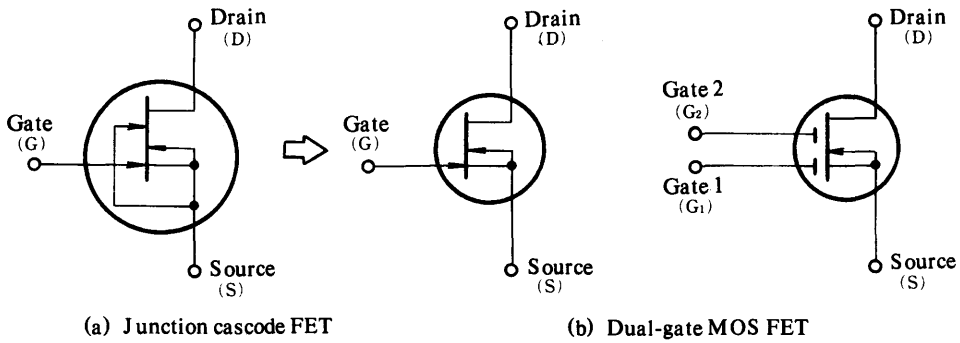 Drain
(D)
Gate
(G)
Source
(S)
(a) Junction cascode FET
Drain
(D)
Gate
(G)
Source
(S)
Drain
(D)
Gate 2
(G₂)
Gate 1
(G₁)
Source
(S)
(b) Dual-gate MOS FET